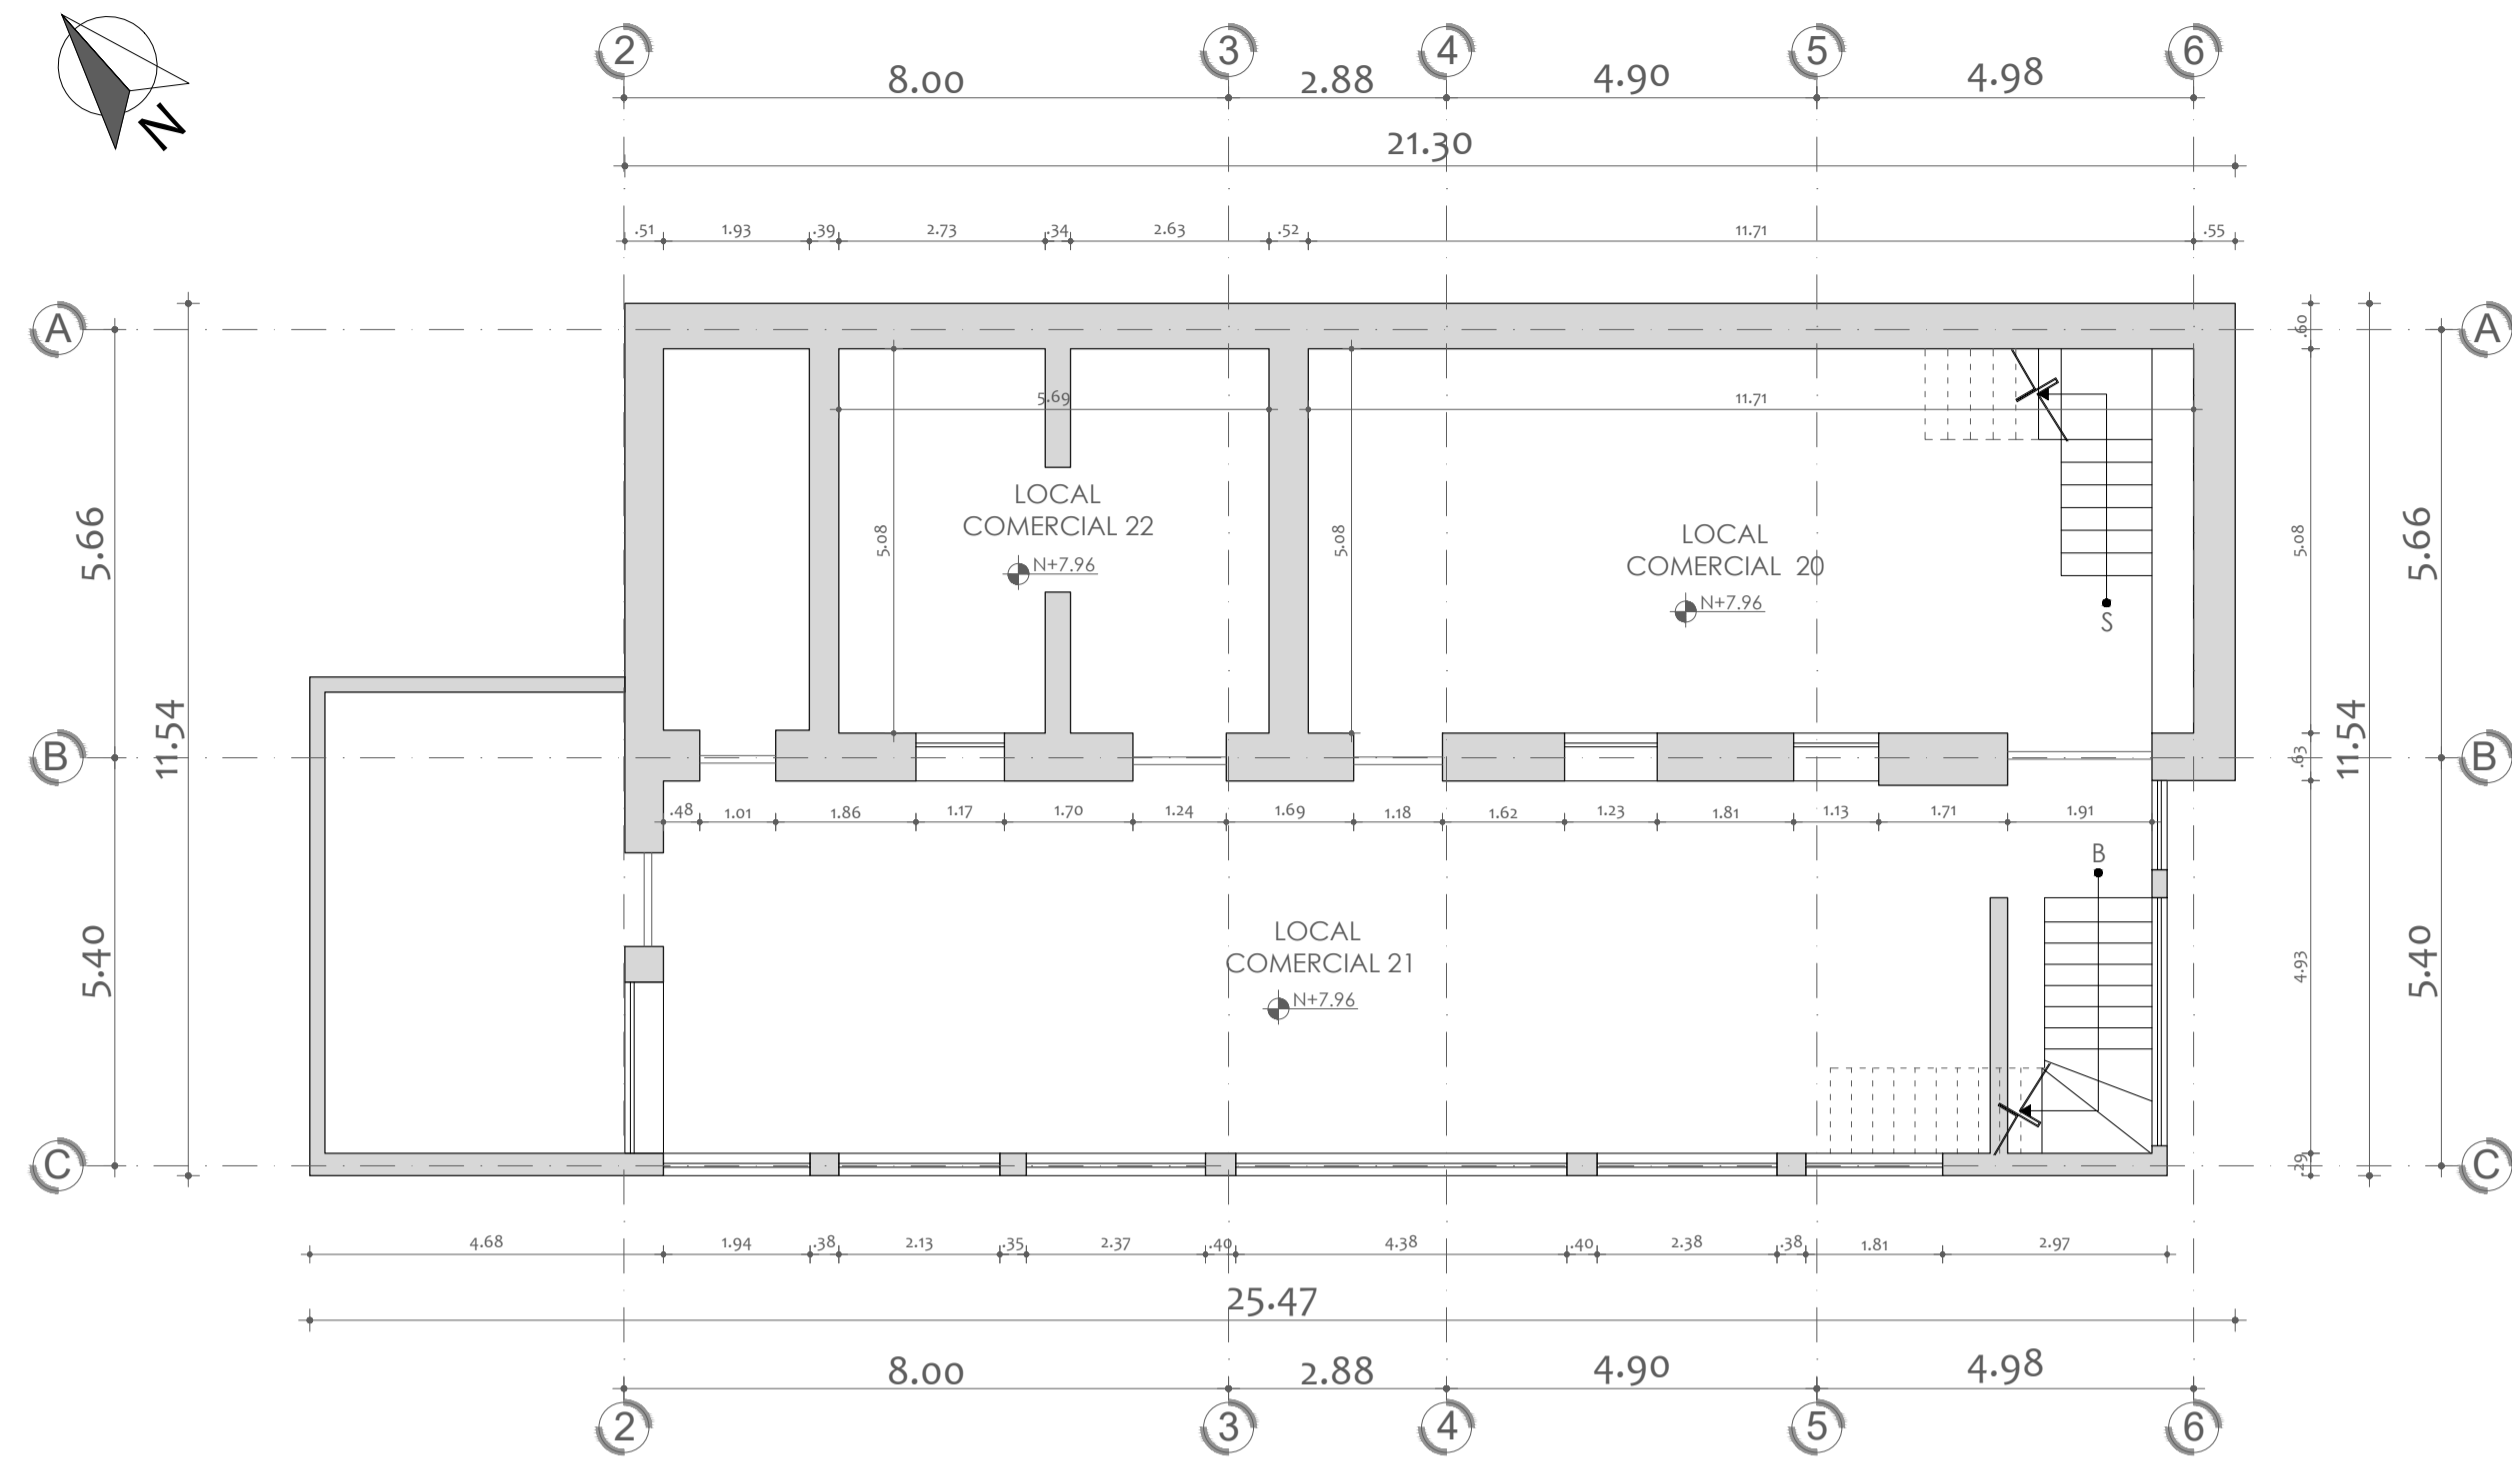 2 3 4 5 6
8.00 2.88 4.90 4.98
21.30
.51 1.93 .39 2.73 .34 2.63 .52 11.71 .55
N
A A
.60
5.69 11.71
LOCAL
COMERCIAL 22
N+7.96
5.08
5.08
LOCAL
COMERCIAL 20
N+7.96
S
5.66
5.08
5.66
11.54
11.54
B B
.63
.48 1.01 1.86 1.17 1.70 1.24 1.69 1.18 1.62 1.23 1.81 1.13 1.71 1.91
B
LOCAL
COMERCIAL 21
N+7.96
5.40
4.93
5.40
C C
.29
4.68 1.94 .38 2.13 .35 2.37 .40 4.38 .40 2.38 .38 1.81 2.97
25.47
8.00 2.88 4.90 4.98
2 3 4 5 6